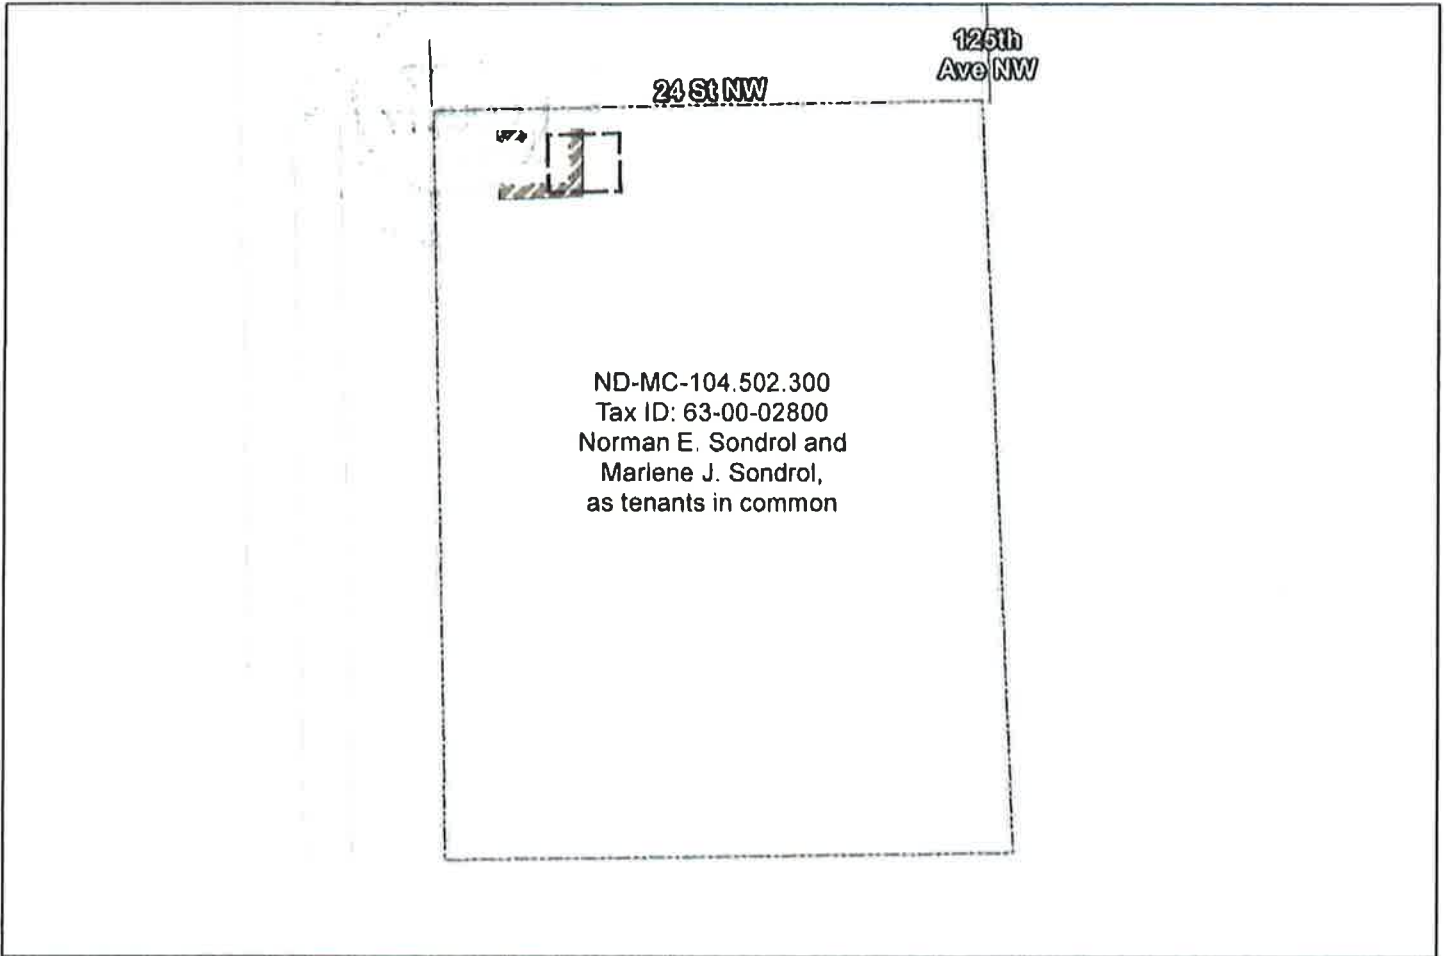 125th
Ave NW
24 St NW
ND-MC-104.502.300
Tax ID: 63-00-02800
Norman E. Sondrol and
Marlene J. Sondrol,
as tenants in common